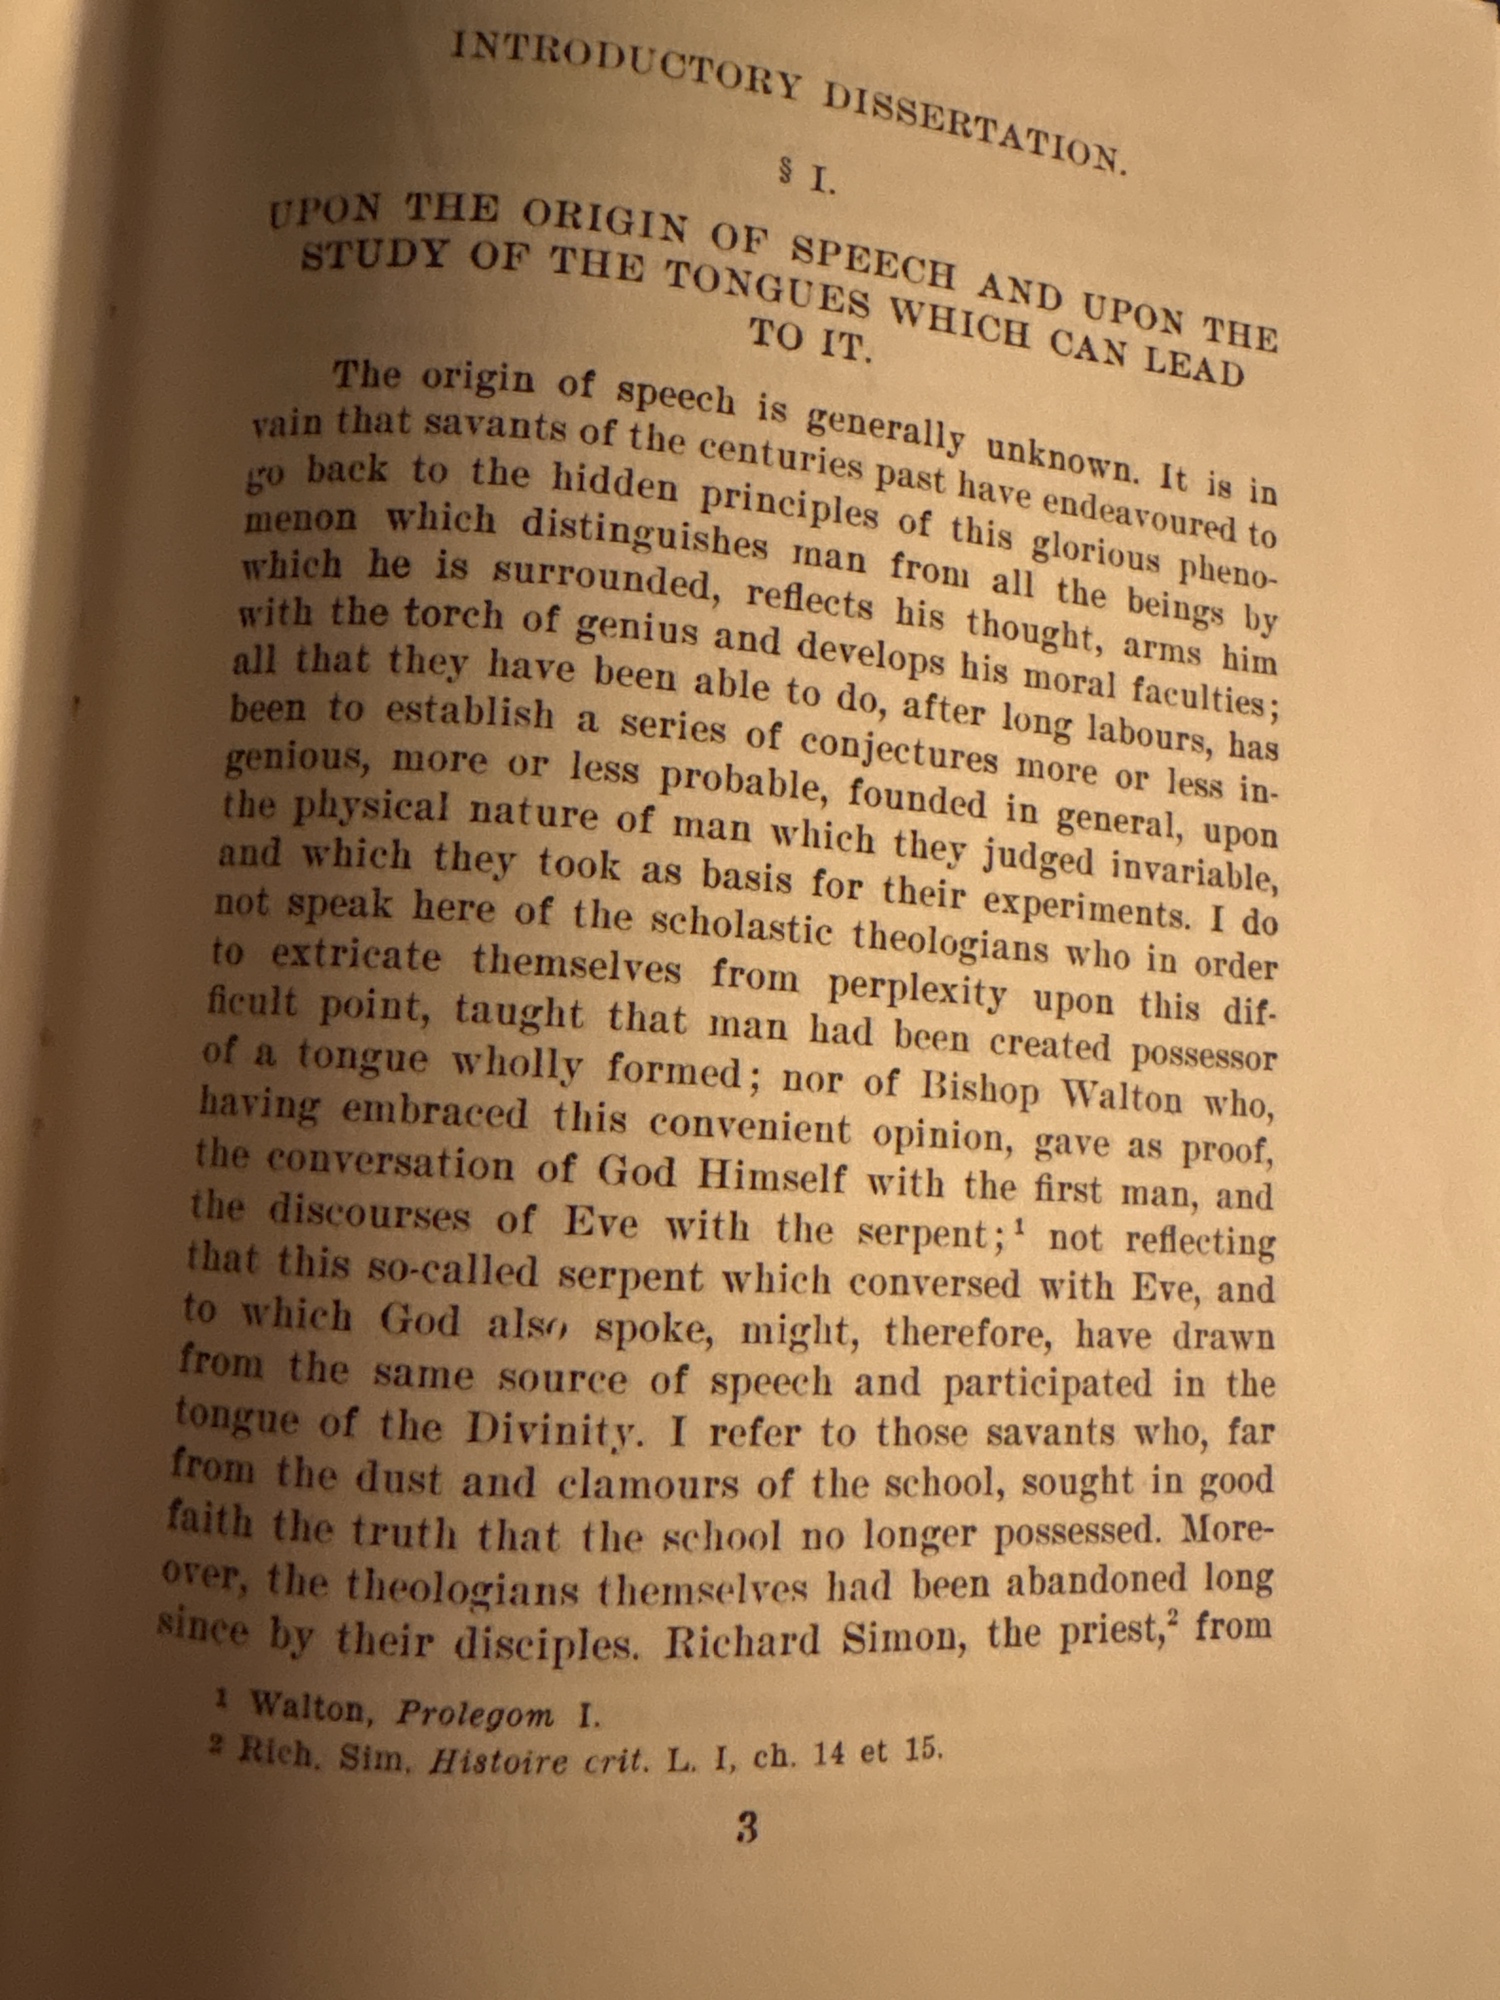 INTRODUCTORY DISSERTATION.
§ I.
UPON THE ORIGIN OF SPEECH AND UPON THE
STUDY OF THE TONGUES WHICH CAN LEAD
TO IT.
The origin of speech is generally unknown. It is in
vain that savants of the centuries past have endeavoured to
go back to the hidden principles of this glorious pheno-
menon which distinguishes man from all the beings by
which he is surrounded, reflects his thought, arms him
with the torch of genius and develops his moral faculties;
all that they have been able to do, after long labours, has
been to establish a series of conjectures more or less in-
genious, more or less probable, founded in general, upon
the physical nature of man which they judged invariable,
and which they took as basis for their experiments. I do
not speak here of the scholastic theologians who in order
to extricate themselves from perplexity upon this dif-
ficult point, taught that man had been created possessor
of a tongue wholly formed; nor of Bishop Walton who,
having embraced this convenient opinion, gave as proof,
the conversation of God Himself with the first man, and
the discourses of Eve with the serpent;¹ not reflecting
that this so-called serpent which conversed with Eve, and
to which God also spoke, might, therefore, have drawn
from the same source of speech and participated in the
tongue of the Divinity. I refer to those savants who, far
from the dust and clamours of the school, sought in good
faith the truth that the school no longer possessed. More-
over, the theologians themselves had been abandoned long
since by their disciples. Richard Simon, the priest,² from
¹ Walton, Prolegom I.
² Rich. Sim. Histoire crit. L. I, ch. 14 et 15.
3